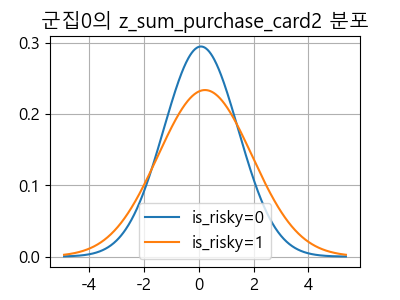 군집0의 z_sum_purchase_card2 분포
0.3
0.2
0.1
0.0
is_risky=0
is_risky=1
-4 -2 0 2 4